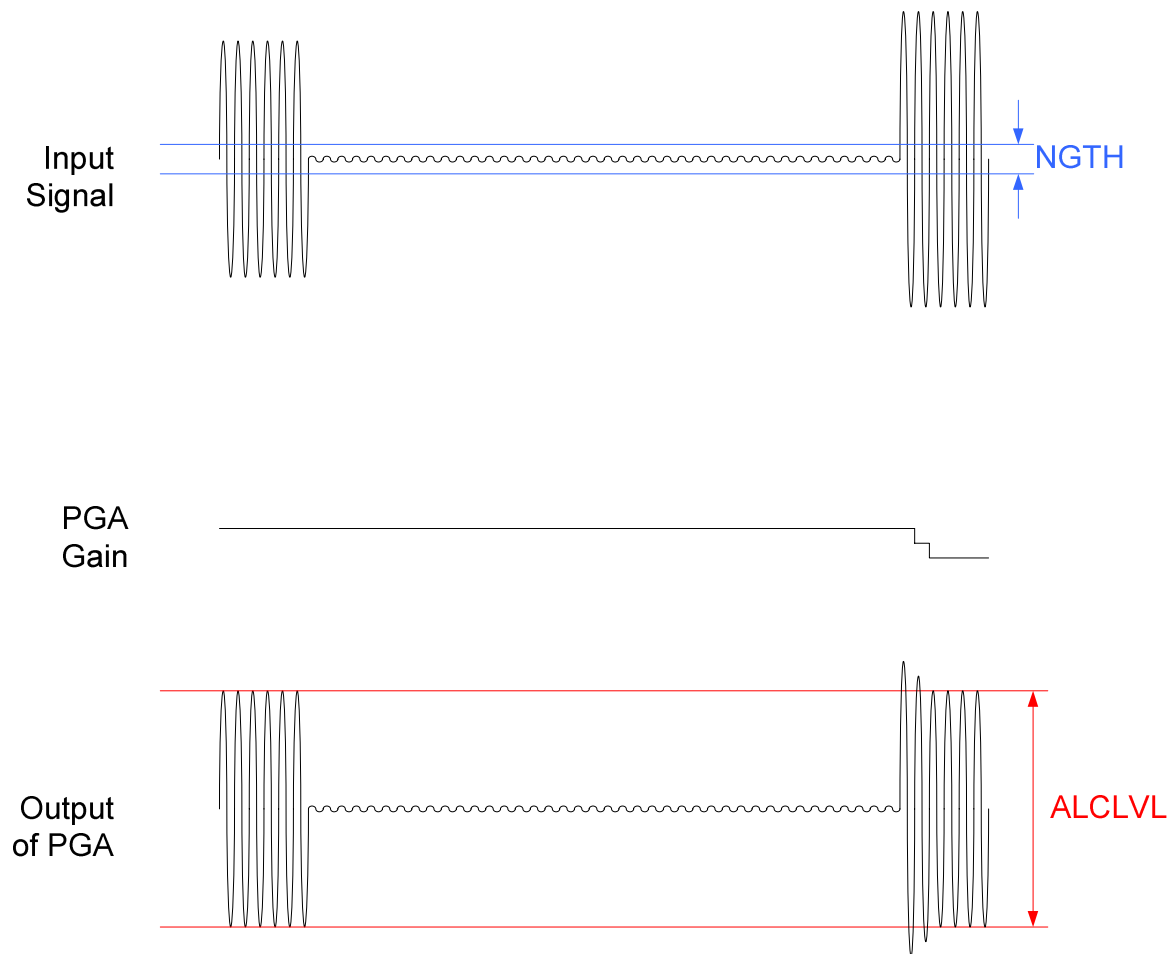 Input
Signal
NGTH
PGA
Gain
Output
of PGA
ALCLVL